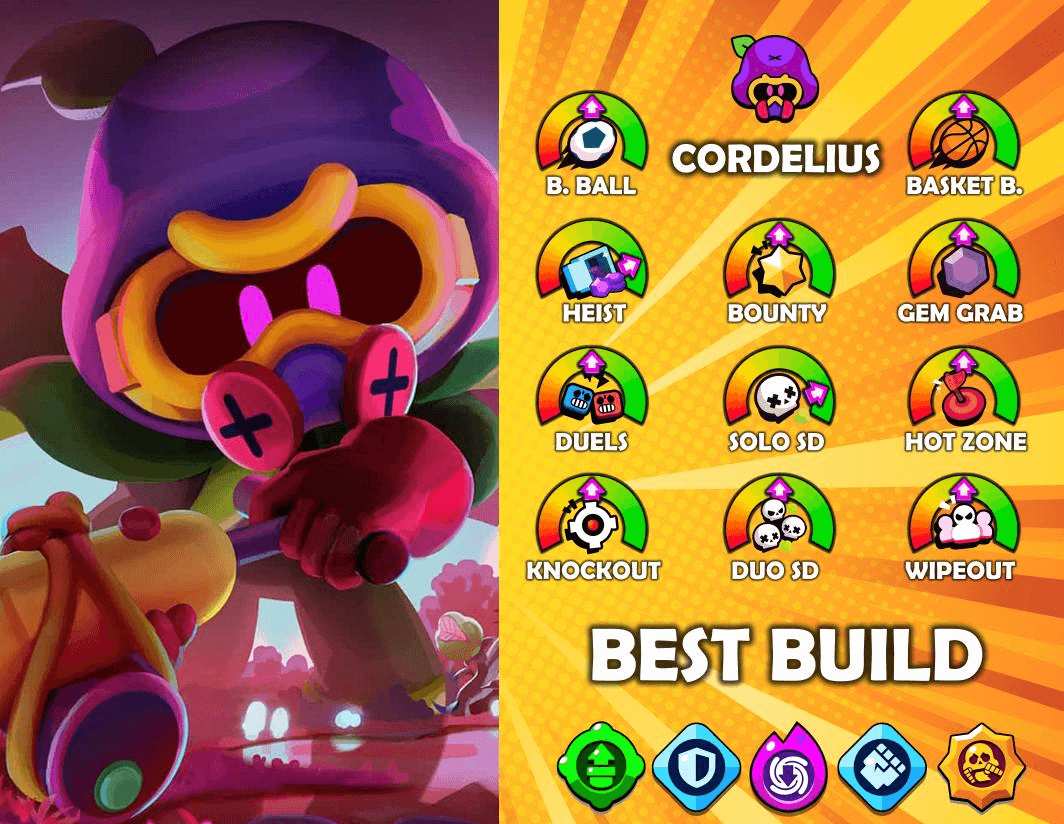 CORDELIUS
B. BALL
BASKET B.
HEIST
BOUNTY
GEM GRAB
DUELS
SOLO SD
HOT ZONE
KNOCKOUT
DUO SD
WIPEOUT
BEST BUILD